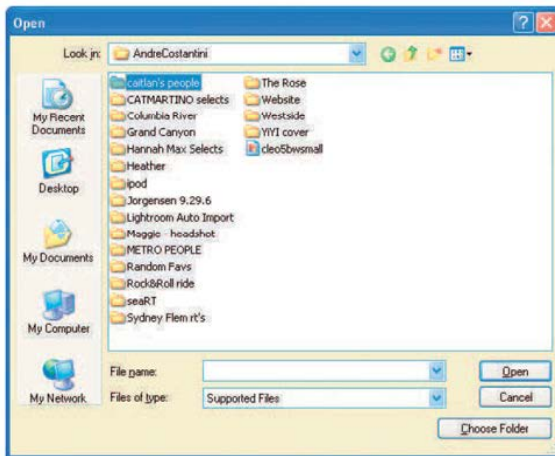 Open
Look in: AndreCostantini
My Recent
Documents
Desktop
My Documents
My Computer
My Network
caitlan's people
CATMARTINO selects
Columbia River
Grand Canyon
Hannah Max Selects
Heather
ipod
Jorgensen 9.29.6
Lightroom Auto Import
Maggie - headshot
METRO PEOPLE
Random Favs
Rock&Roll ride
seaRT
Sydney Flem rt's
The Rose
Website
Westside
YiYI cover
cleo5bwsmall
File name:
Open
Files of type: Supported Files
Cancel
Choose Folder